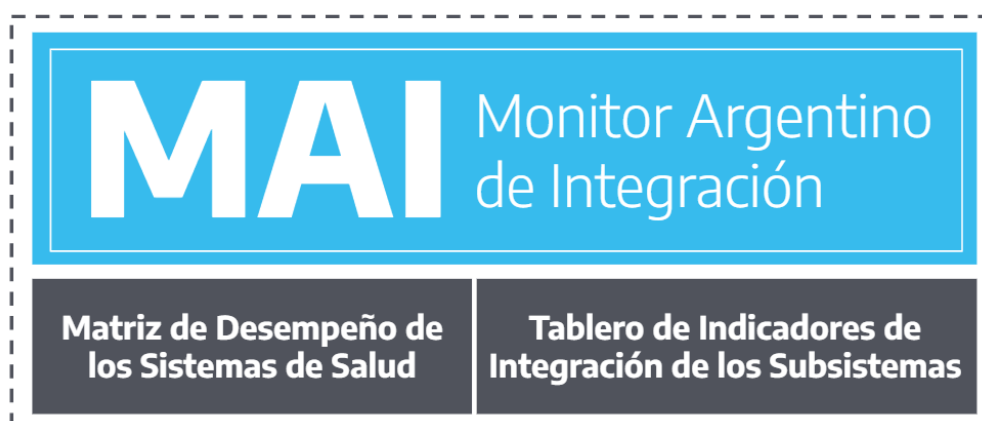 MAI
Monitor Argentino
de Integración
Matriz de Desempeño de
los Sistemas de Salud
Tablero de Indicadores de
Integración de los Subsistemas